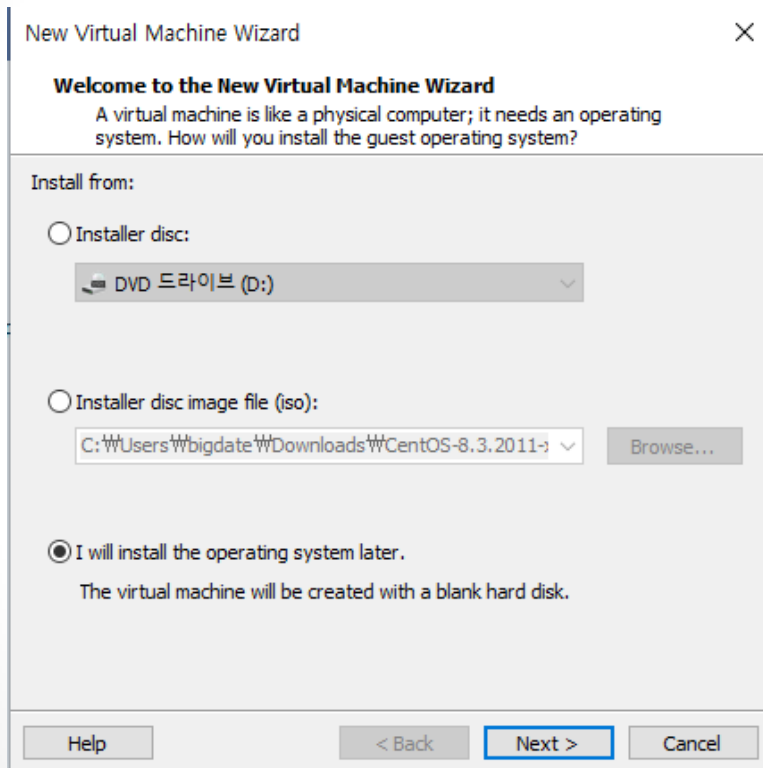 New Virtual Machine Wizard
Welcome to the New Virtual Machine Wizard
A virtual machine is like a physical computer; it needs an operating
system. How will you install the guest operating system?
Install from:
Installer disc:
DVD 드라이브 (D:)
Installer disc image file (iso):
C:₩Users₩bigdate₩Downloads₩CentOS-8.3.2011-x
Browse...
I will install the operating system later.
The virtual machine will be created with a blank hard disk.
Help
< Back
Next >
Cancel